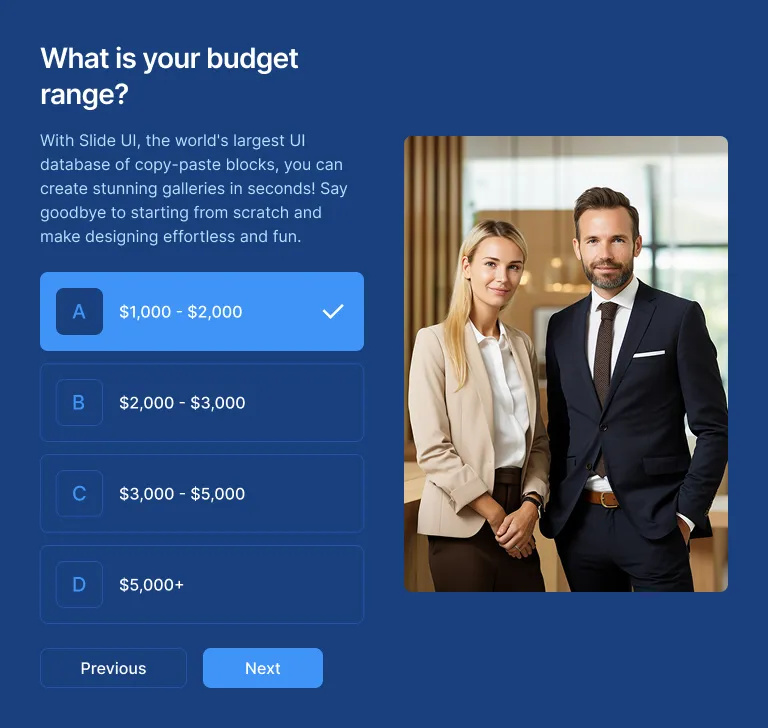 What is your budget
range?
With Slide UI, the world's largest UI
database of copy-paste blocks, you can
create stunning galleries in seconds! Say
goodbye to starting from scratch and
make designing effortless and fun.
A $1,000 - $2,000
B $2,000 - $3,000
C $3,000 - $5,000
D $5,000+
Previous Next